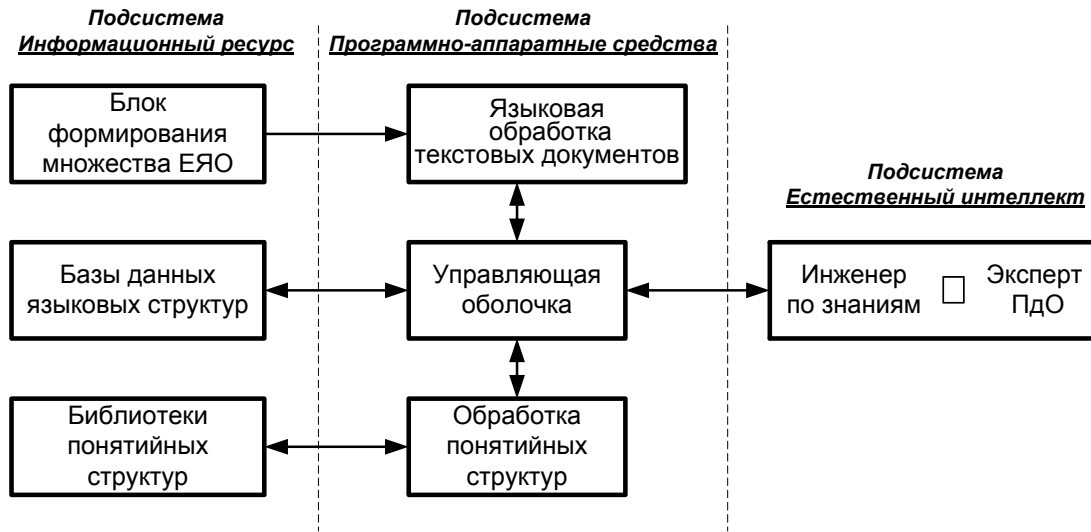 Подсистема
Информационный ресурс
Подсистема
Программно-аппаратные средства
Блок
формирования
множества ЕЯО
Языковая
обработка
текстовых документов
Подсистема
Естественный интеллект
Базы данных
языковых структур
Управляющая
оболочка
Инженер
по знаниям
Эксперт
ПдО
Библиотеки
понятийных
структур
Обработка
понятийных
структур